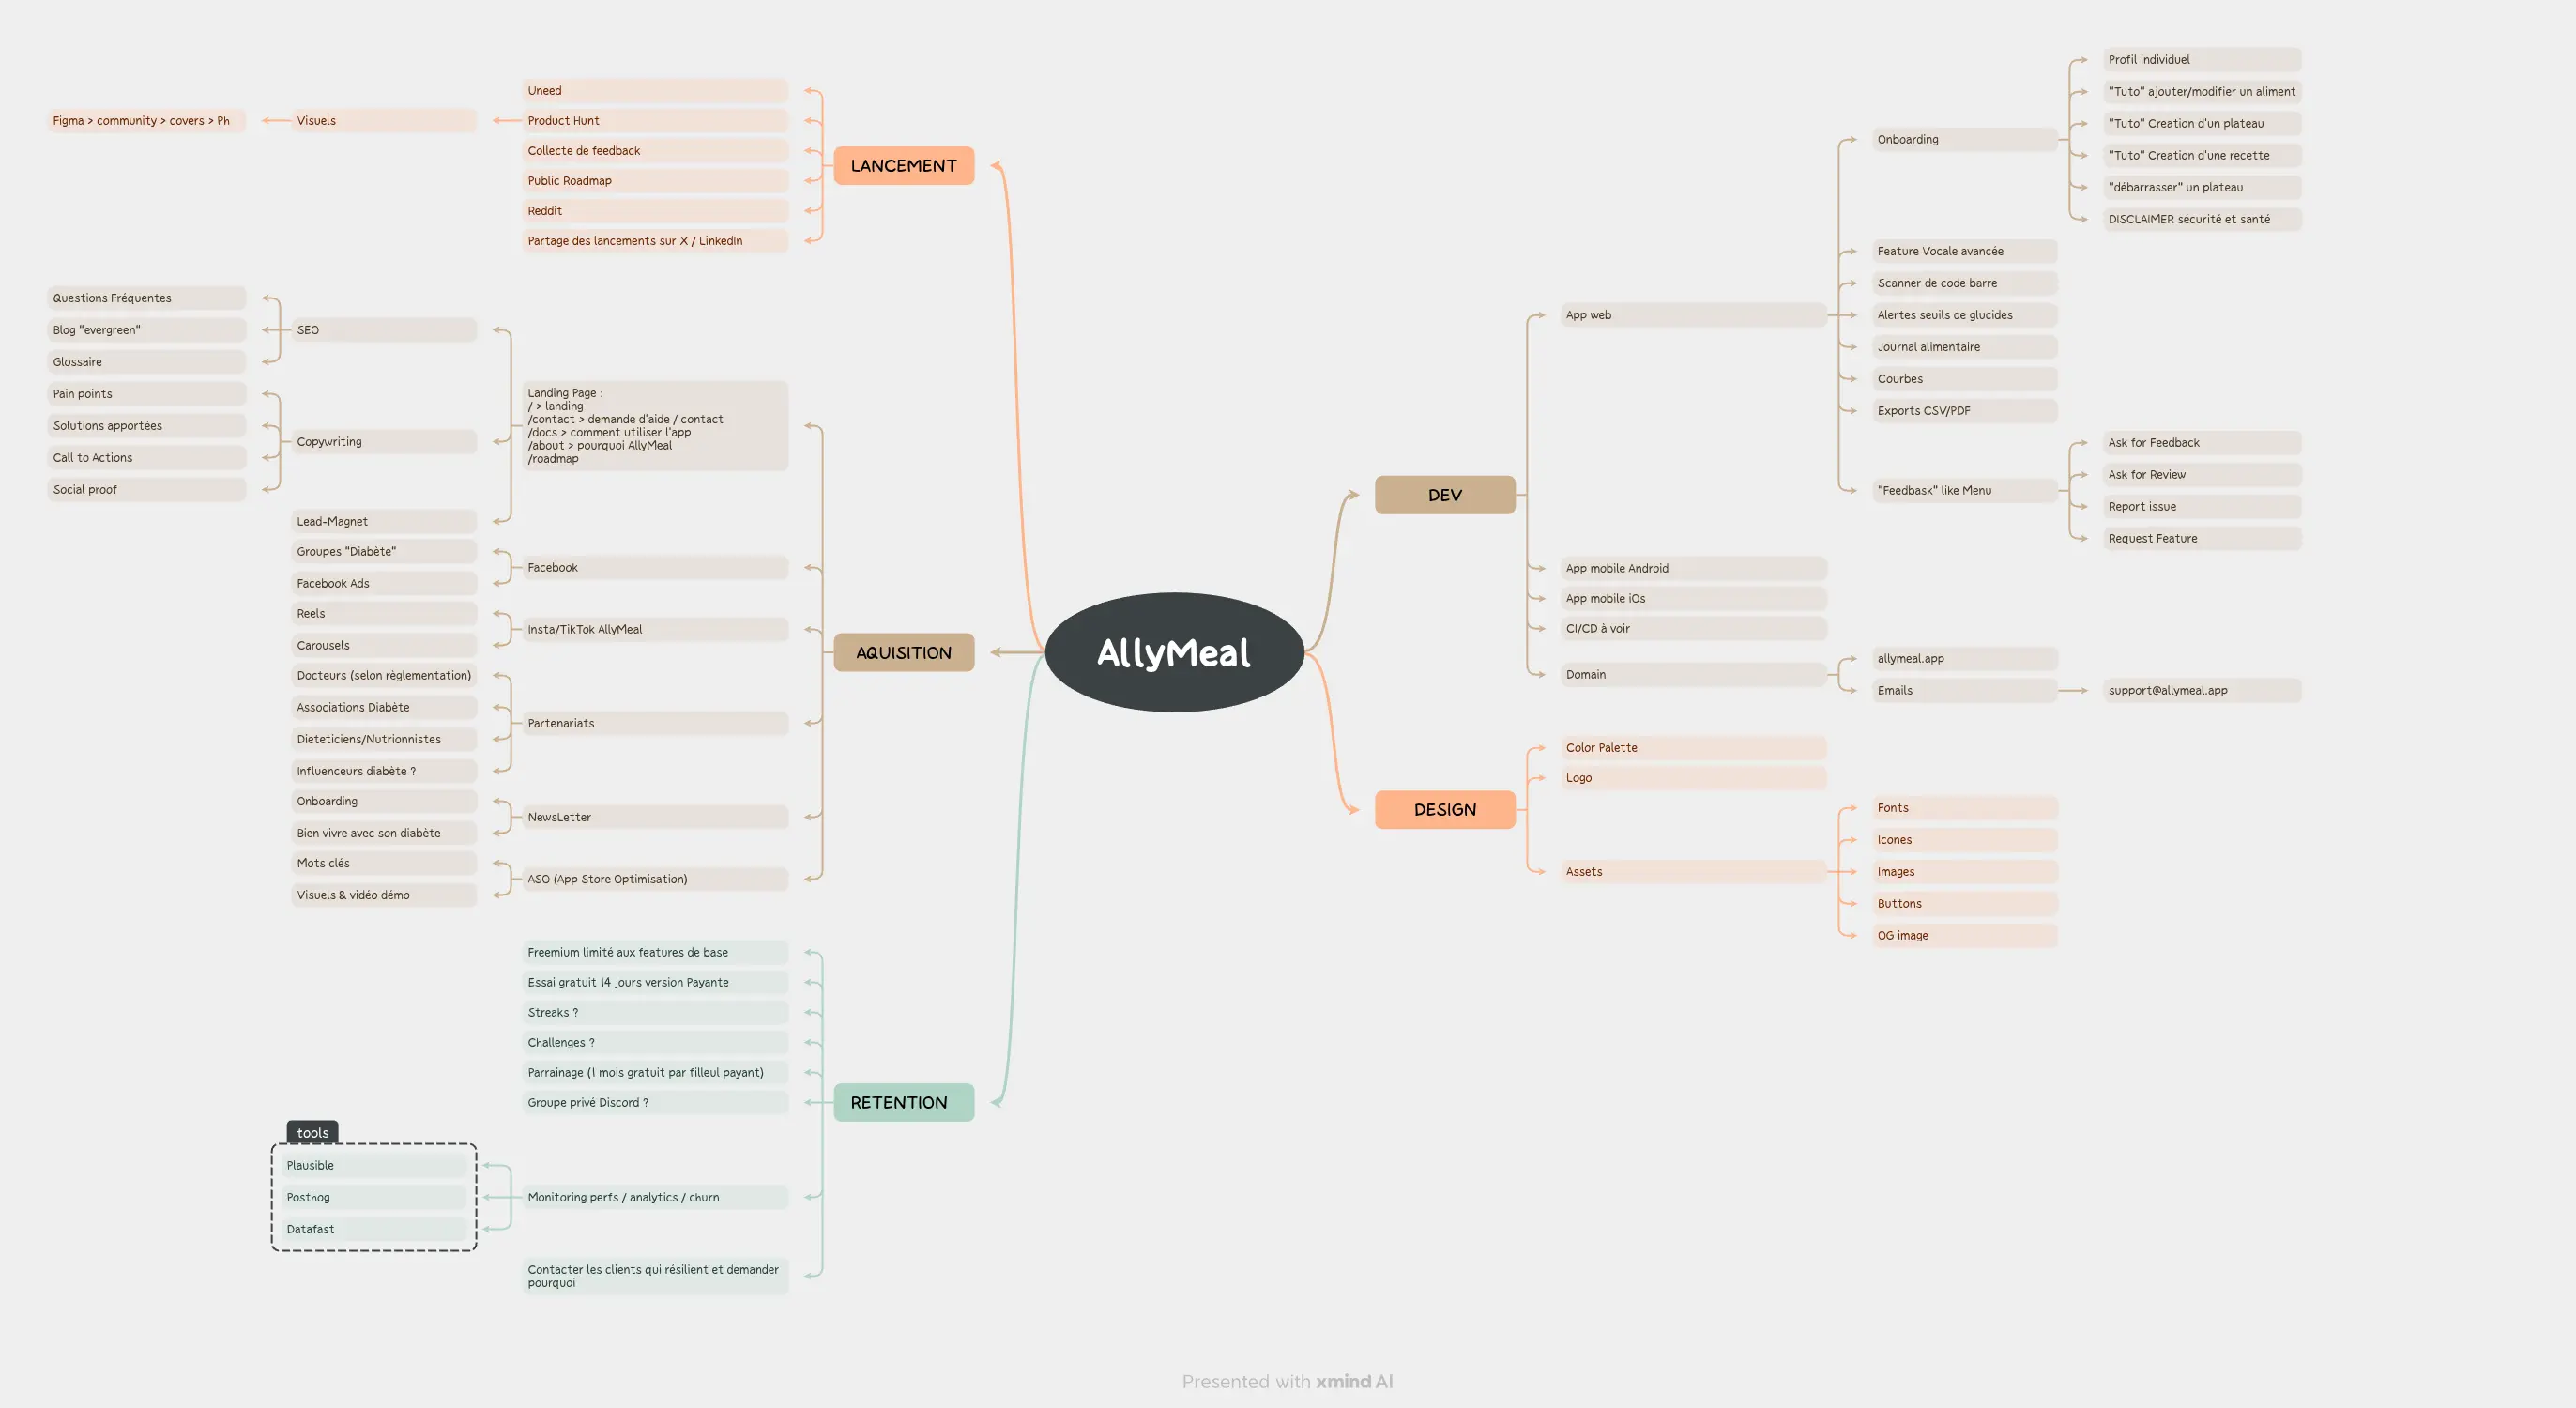 AllyMeal
LANCEMENT
Uneed
Product Hunt
Visuels
Figma > community > covers > Ph
Collecte de feedback
Public Roadmap
Reddit
Partage des lancements sur X / LinkedIn
AQUISITION
Landing Page :
/ > landing
/contact > demande d'aide / contact
/docs > comment utiliser l'app
/about > pourquoi AllyMeal
/roadmap
SEO
Questions Fréquentes
Blog "evergreen"
Glossaire
Copywriting
Pain points
Solutions apportées
Call to Actions
Social proof
Lead-Magnet
Facebook
Groupes "Diabète"
Facebook Ads
Insta/TikTok AllyMeal
Reels
Carousels
Partenariats
Docteurs (selon règlementation)
Associations Diabète
Dieteticiens/Nutrionnistes
Influenceurs diabète ?
NewsLetter
Onboarding
Bien vivre avec son diabète
ASO (App Store Optimisation)
Mots clés
Visuels & vidéo démo
RETENTION
Freemium limité aux features de base
Essai gratuit 14 jours version Payante
Streaks ?
Challenges ?
Parrainage (1 mois gratuit par filleul payant)
Groupe privé Discord ?
Monitoring perfs / analytics / churn
tools
Plausible
Posthog
Datafast
Contacter les clients qui résilient et demander
pourquoi
DEV
App web
Onboarding
Profil individuel
"Tuto" ajouter/modifier un aliment
"Tuto" Creation d'un plateau
"Tuto" Creation d'une recette
"débarrasser" un plateau
DISCLAIMER sécurité et santé
Feature Vocale avancée
Scanner de code barre
Alertes seuils de glucides
Journal alimentaire
Courbes
Exports CSV/PDF
"Feedbask" like Menu
Ask for Feedback
Ask for Review
Report issue
Request Feature
App mobile Android
App mobile iOs
CI/CD à voir
Domain
allymeal.app
Emails
support@allymeal.app
DESIGN
Color Palette
Logo
Assets
Fonts
Icones
Images
Buttons
OG image
Presented with xmind AI